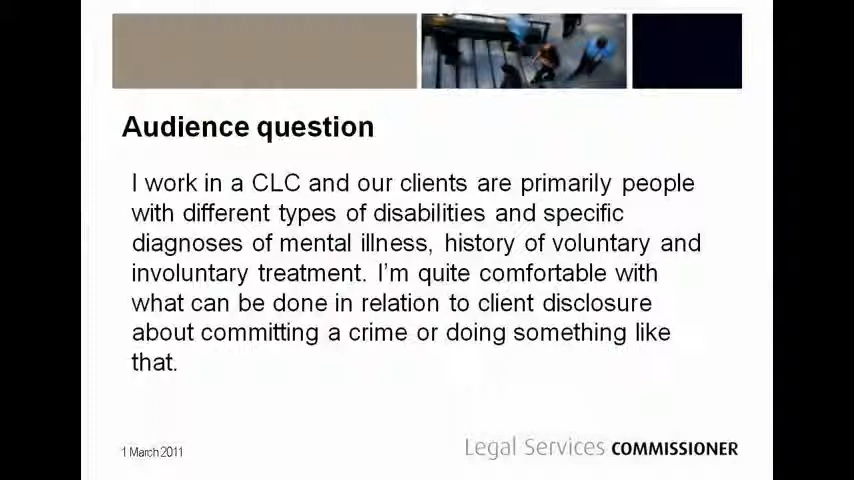 Audience question
I work in a CLC and our clients are primarily people
with different types of disabilities and specific
diagnoses of mental illness, history of voluntary and
involuntary treatment. I’m quite comfortable with
what can be done in relation to client disclosure
about committing a crime or doing something like
that.
1 March 2011
Legal Services COMMISSIONER